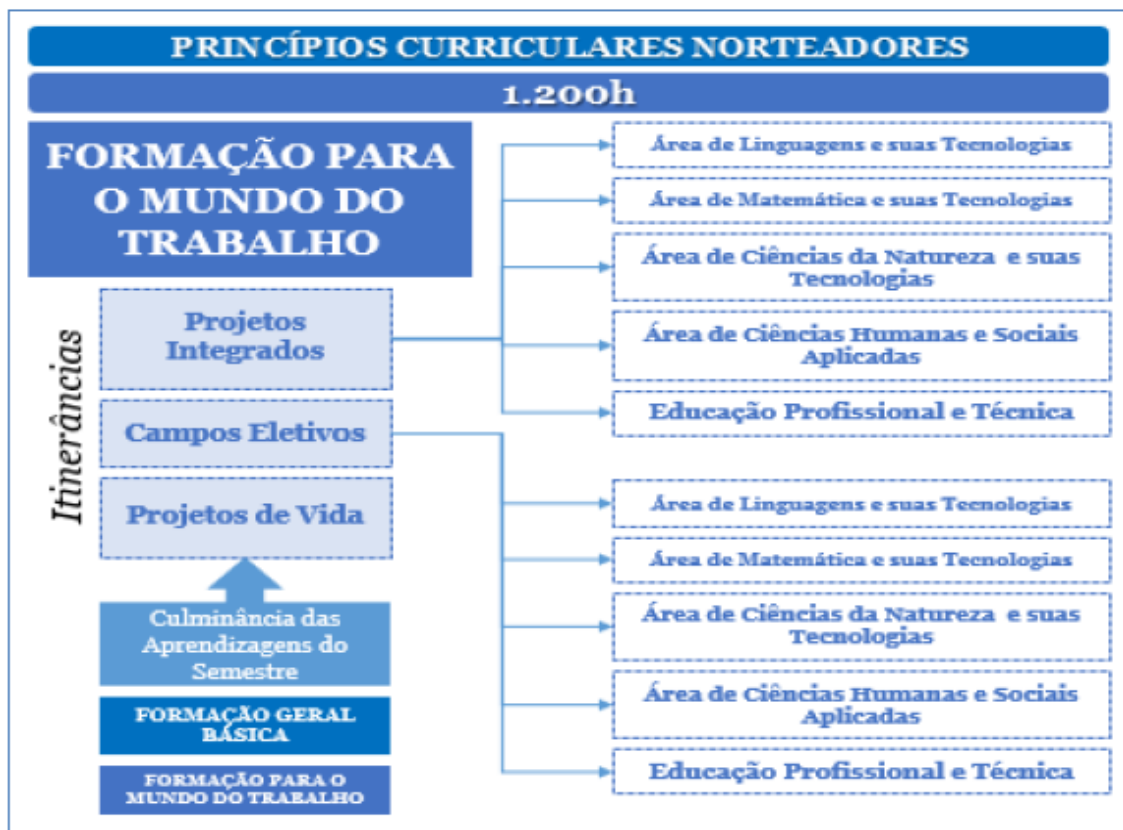 PRINCÍPIOS CURRICULARES NORTEADORES
1.200h
FORMAÇÃO PARA
O MUNDO DO
TRABALHO
Itinerâncias
Projetos
Integrados
Campos Eletivos
Projetos de Vida
Culminância das
Aprendizagens do
Semestre
FORMAÇÃO GERAL
BÁSICA
FORMAÇÃO PARA O
MUNDO DO TRABALHO
Área de Linguagens e suas Tecnologias
Área de Matemática e suas Tecnologias
Área de Ciências da Natureza e suas
Tecnologias
Área de Ciências Humanas e Sociais
Aplicadas
Educação Profissional e Técnica
Área de Linguagens e suas Tecnologias
Área de Matemática e suas Tecnologias
Área de Ciências da Natureza e suas
Tecnologias
Área de Ciências Humanas e Sociais
Aplicadas
Educação Profissional e Técnica